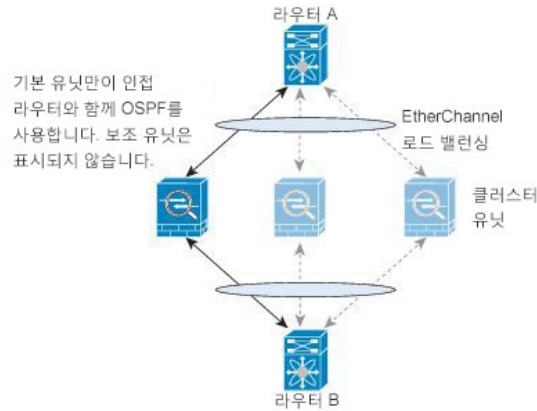 라우터 A
기본 유닛만이 인접
라우터와 함께 OSPF를
사용합니다. 보조 유닛은
표시되지 않습니다.
EtherChannel
로드 밸런싱
클러스터
유닛
라우터 B